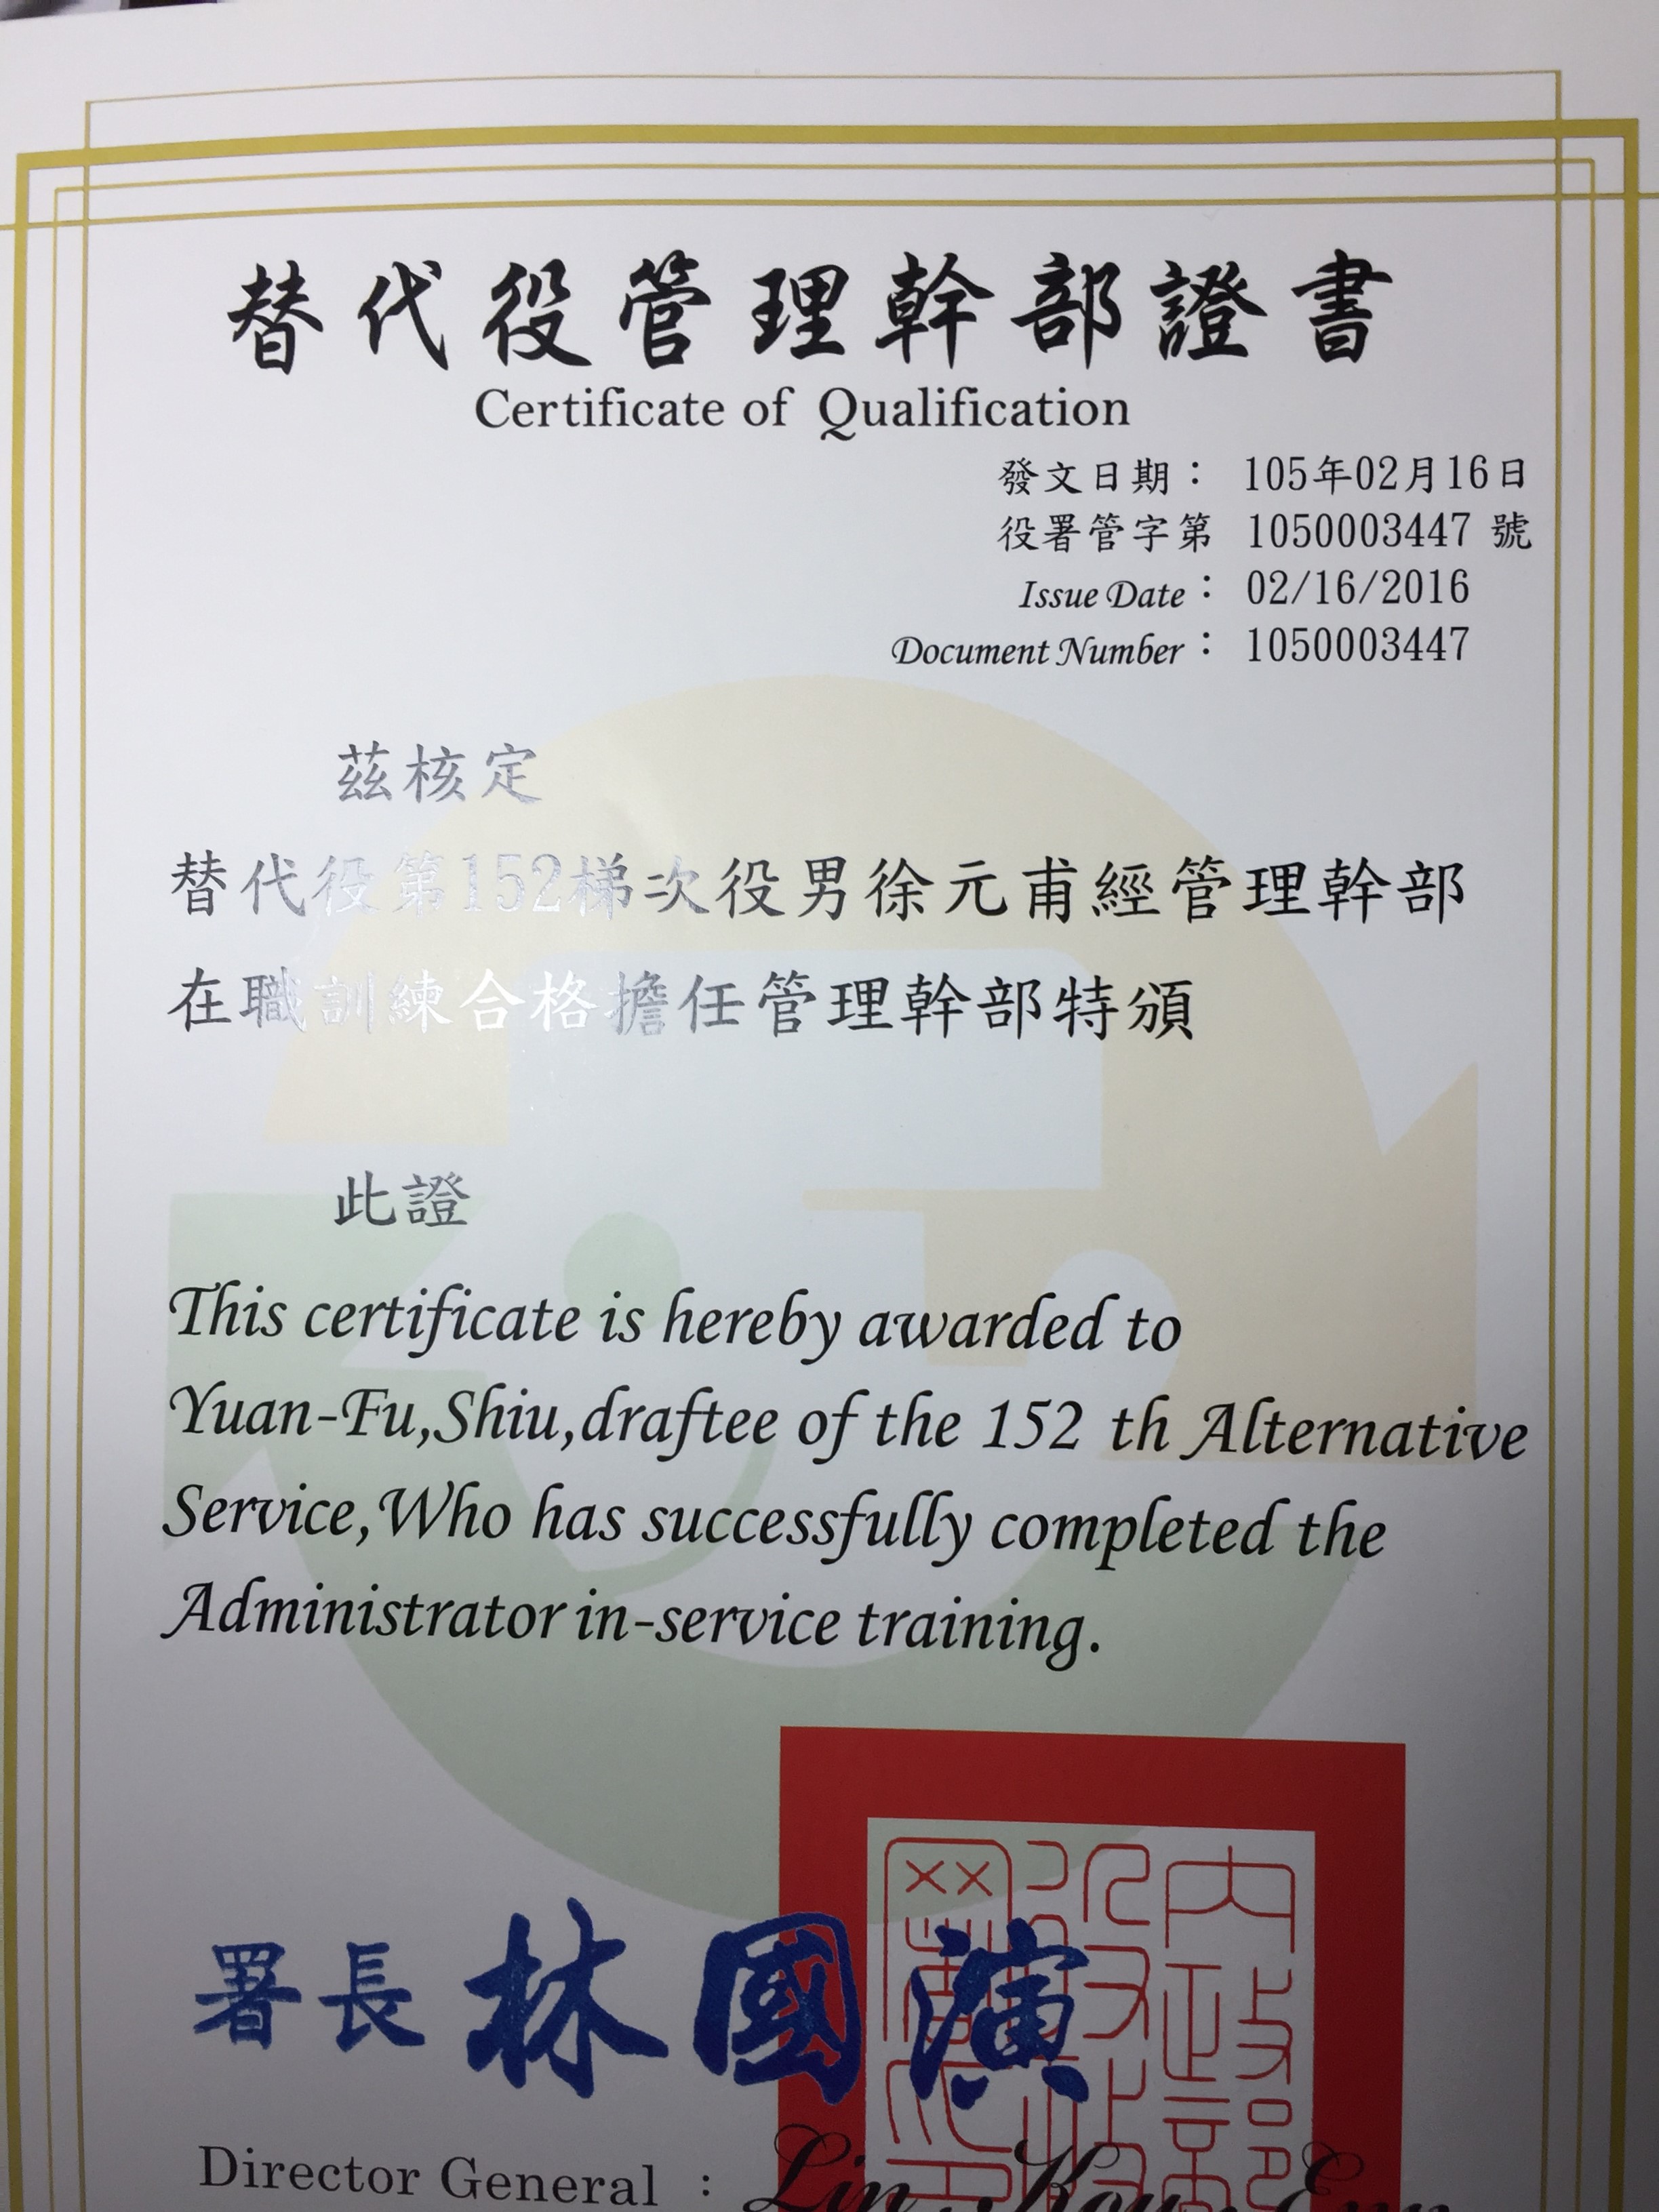 替代役管理幹部證書
Certificate of Qualification
發文日期： 105年02月16日
役署管字第 1050003447 號
Issue Date： 02/16/2016
Document Number： 1050003447
茲核定
替代役第152梯次役男徐元甫經管理幹部
在職訓練合格擔任管理幹部特頒
此證
This certificate is hereby awarded to
Yuan-Fu,Shiu,draftee of the 152 th Alternative
Service,Who has successfully completed the
Administrator in-service training.
署長 林國演
Director General : Lin, Kou-